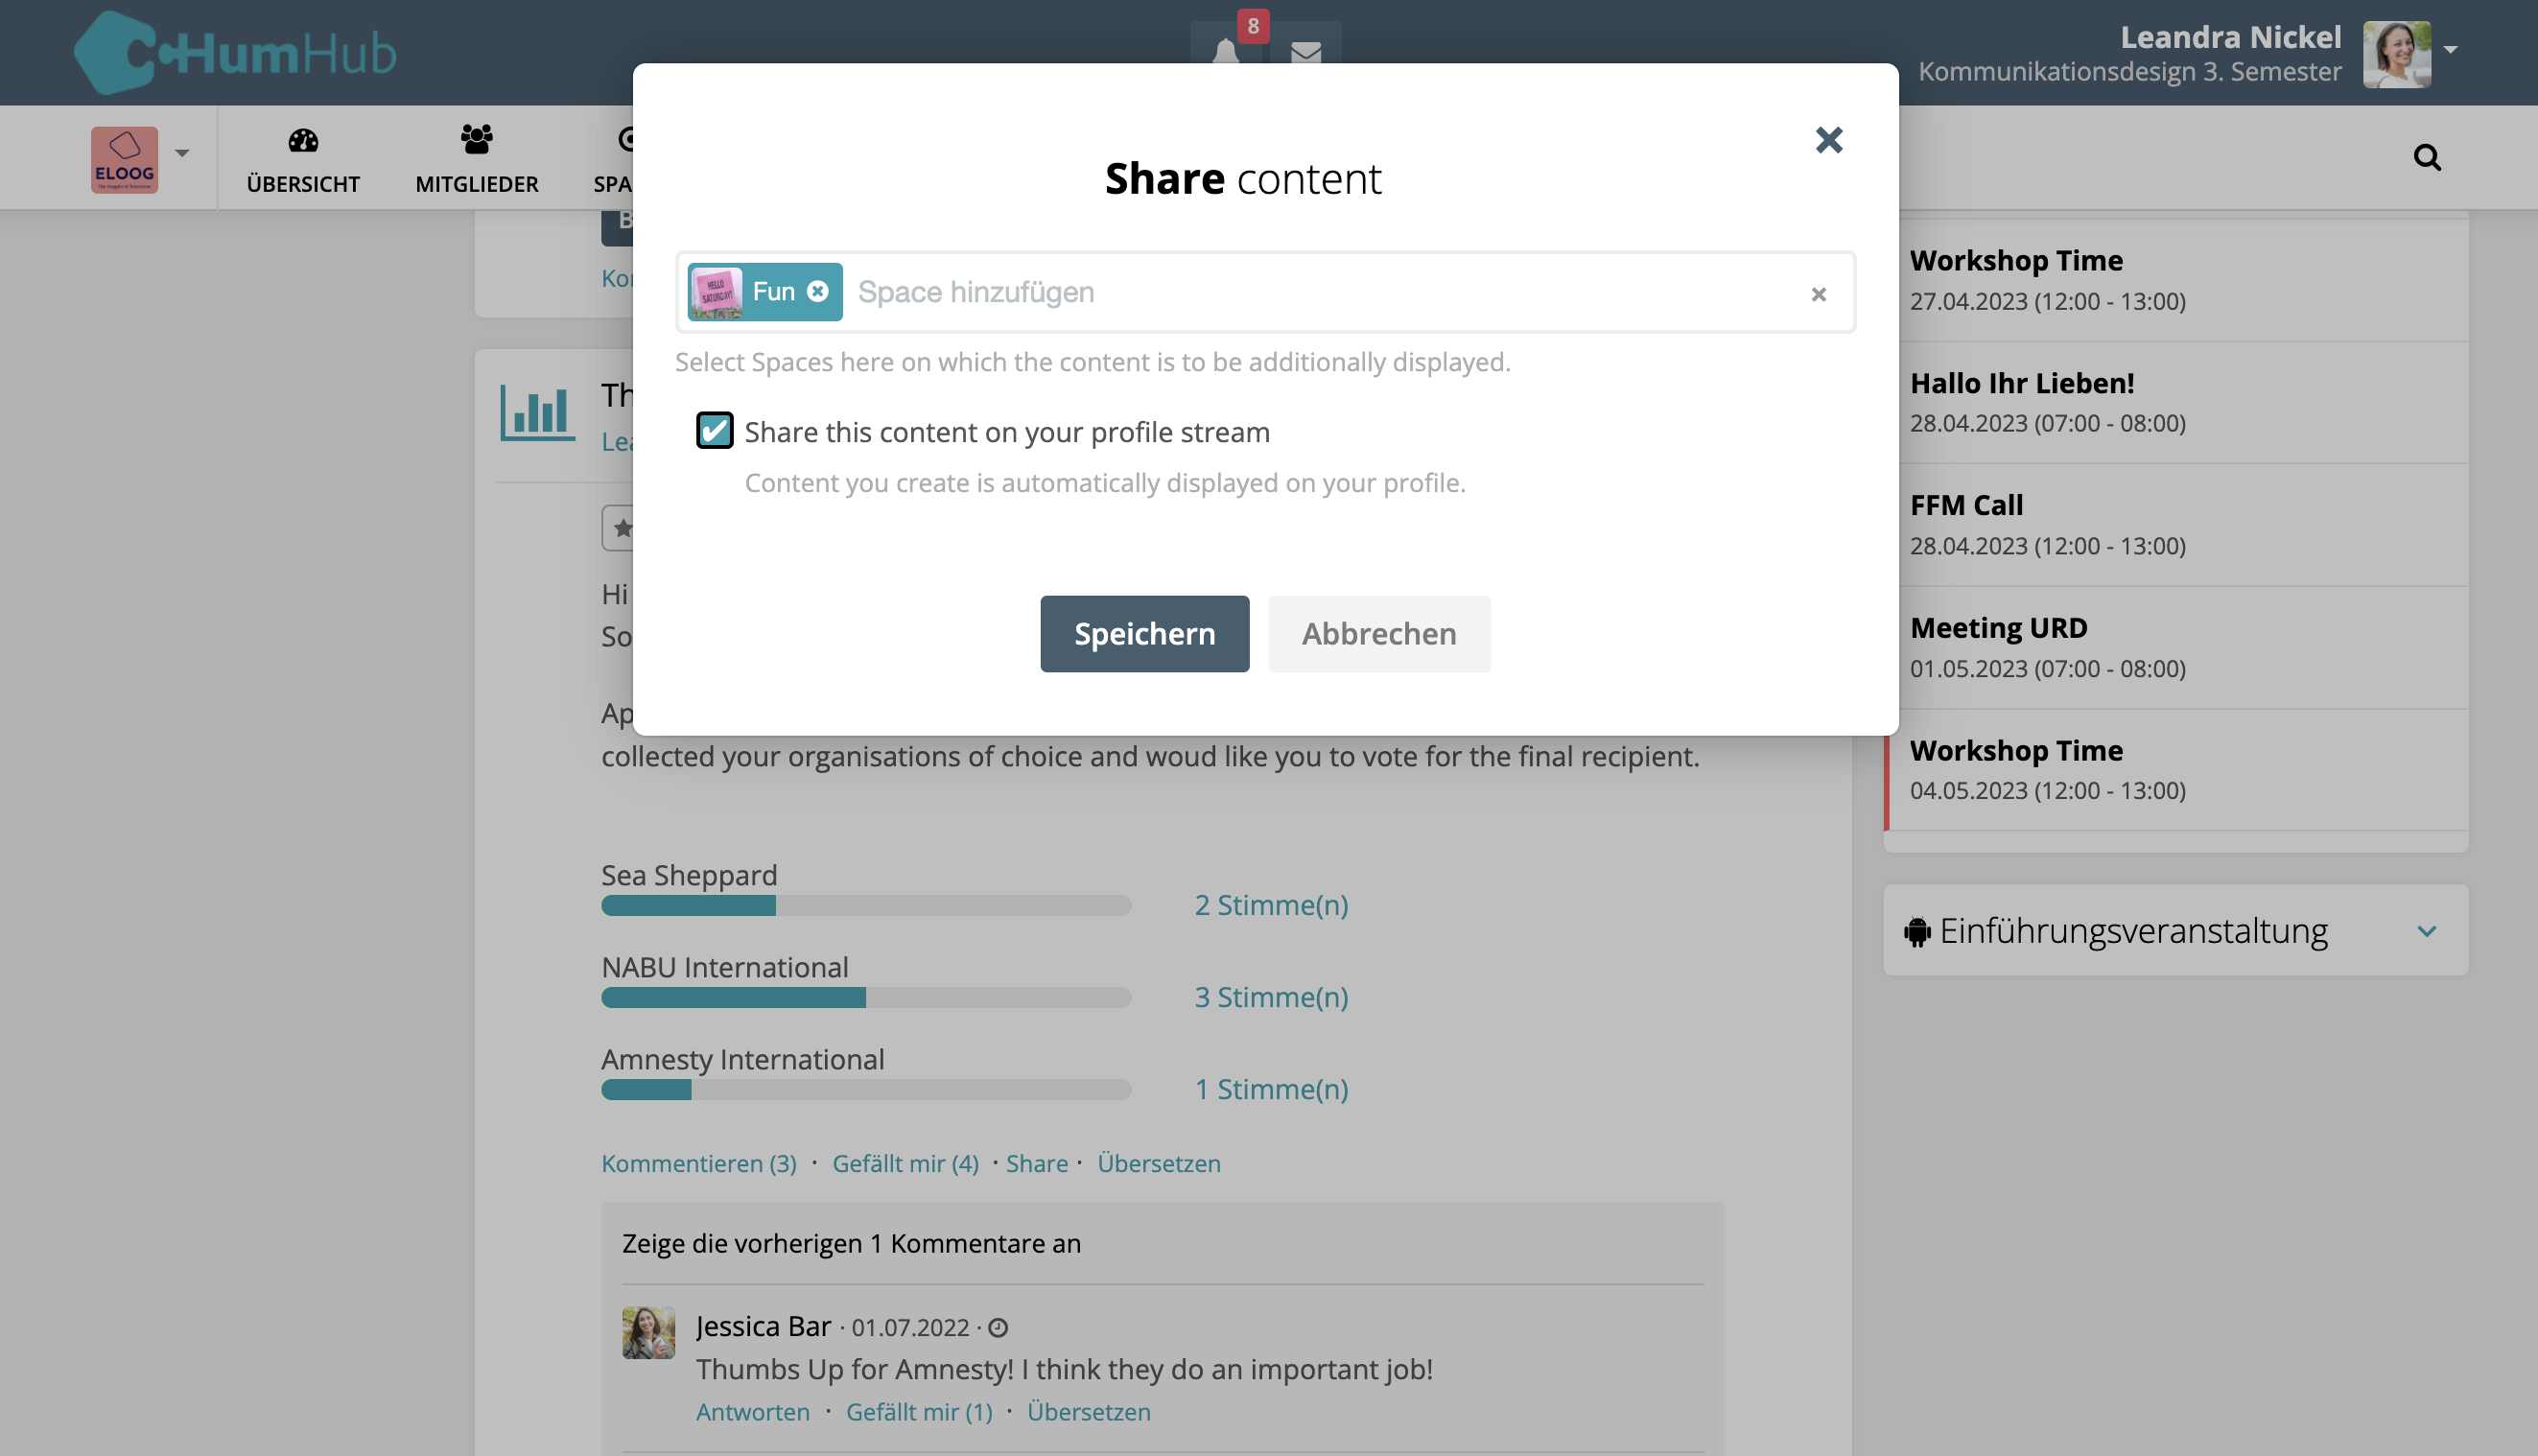 HumHub
8
Leandra Nickel
Kommunikationsdesign 3. Semester
ELOOG
ÜBERSICHT
MITGLIEDER
SPA
Share content
HELLO
SATURDAY!
Fun
Space hinzufügen
Select Spaces here on which the content is to be additionally displayed.
Share this content on your profile stream
Content you create is automatically displayed on your profile.
Speichern
Abbrechen
B
Kor
Th
Lea
Hi
So
Ap
collected your organisations of choice and woud like you to vote for the final recipient.
Sea Sheppard
2 Stimme(n)
NABU International
3 Stimme(n)
Amnesty International
1 Stimme(n)
Kommentieren (3) · Gefällt mir (4) · Share · Übersetzen
Zeige die vorherigen 1 Kommentare an
Jessica Bar · 01.07.2022 ·
Thumbs Up for Amnesty! I think they do an important job!
Antworten · Gefällt mir (1) · Übersetzen
Workshop Time
27.04.2023 (12:00 - 13:00)
Hallo Ihr Lieben!
28.04.2023 (07:00 - 08:00)
FFM Call
28.04.2023 (12:00 - 13:00)
Meeting URD
01.05.2023 (07:00 - 08:00)
Workshop Time
04.05.2023 (12:00 - 13:00)
Einführungsveranstaltung